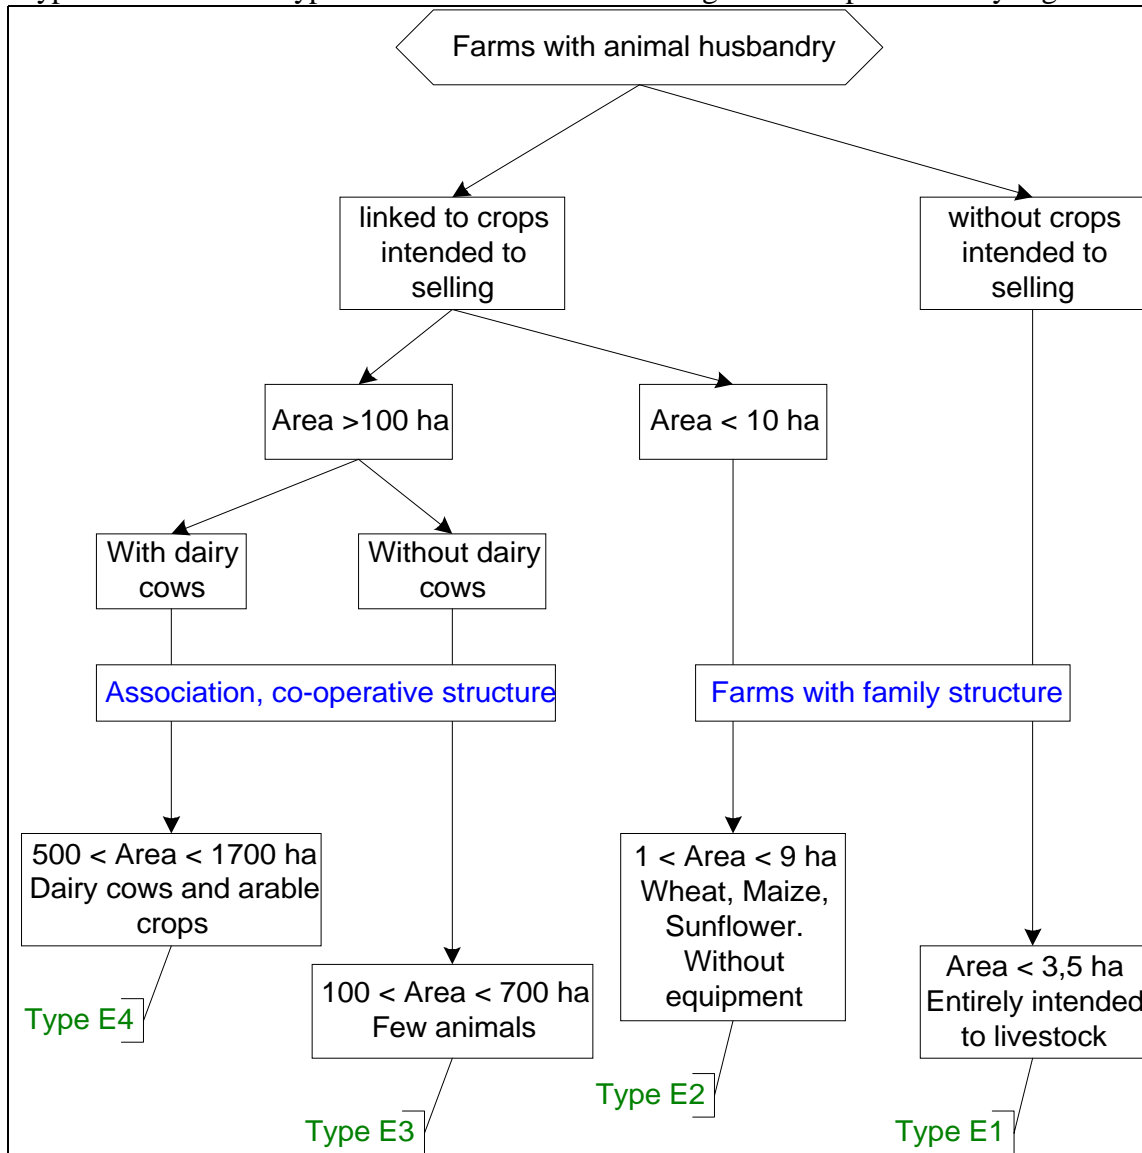 Farms with animal husbandry
linked to crops
intended to
selling
without crops
intended to
selling
Area >100 ha
Area < 10 ha
With dairy
cows
Without dairy
cows
Association, co-operative structure
Farms with family structure
500 < Area < 1700 ha
Dairy cows and arable
crops
1 < Area < 9 ha
Wheat, Maize,
Sunflower.
Without
equipment
100 < Area < 700 ha
Few animals
Area < 3,5 ha
Entirely intended
to livestock
Type E4
Type E2
Type E3
Type E1